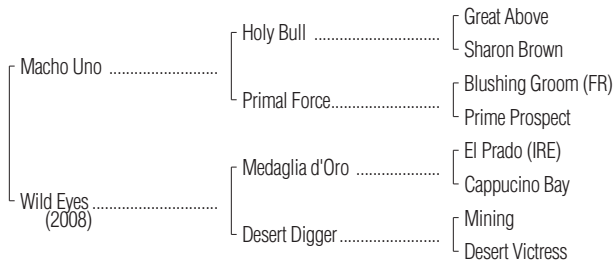 Great Above
Holy Bull ....................................
Sharon Brown
Macho Uno ...............................
Blushing Groom (FR)
Primal Force...............................
Prime Prospect
El Prado (IRE)
Medaglia d'Oro ........................
Cappucino Bay
Wild Eyes ....................................
(2008)
Mining
Desert Digger.............................
Desert Victress